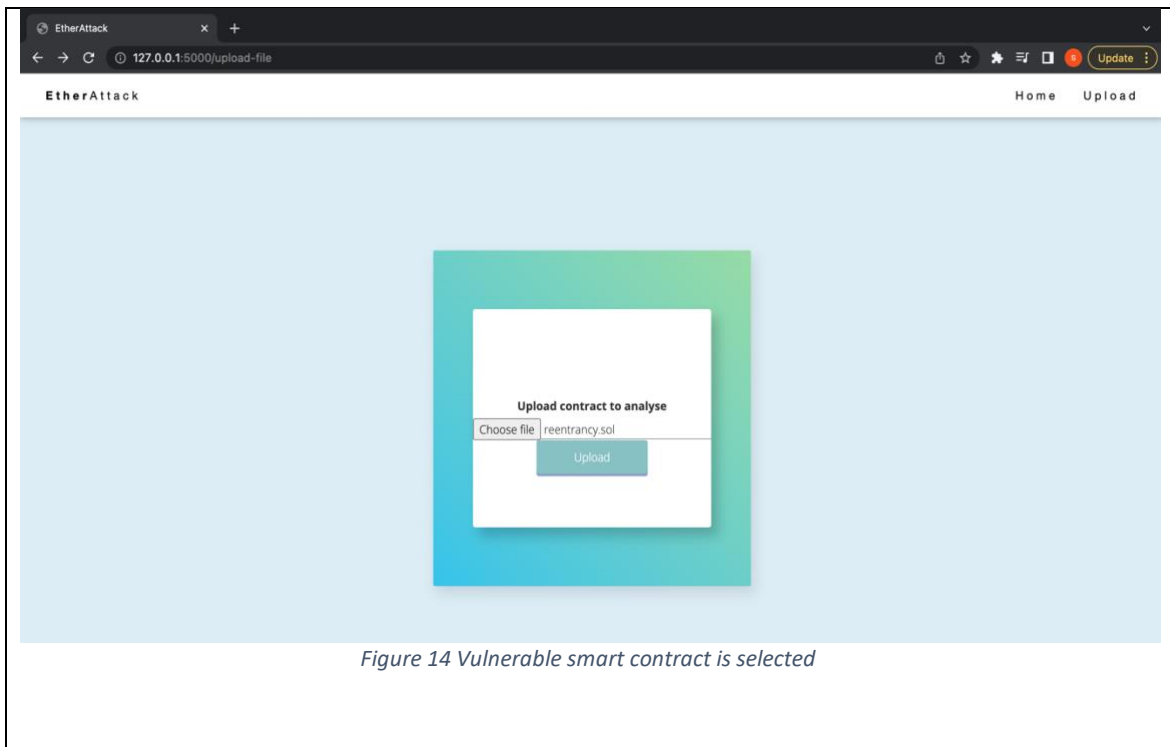 EtherAttack
127.0.0.1:5000/upload-file
Update
EtherAttack
Home Upload
Upload contract to analyse
Choose file reentrancy.sol
Upload
Figure 14 Vulnerable smart contract is selected